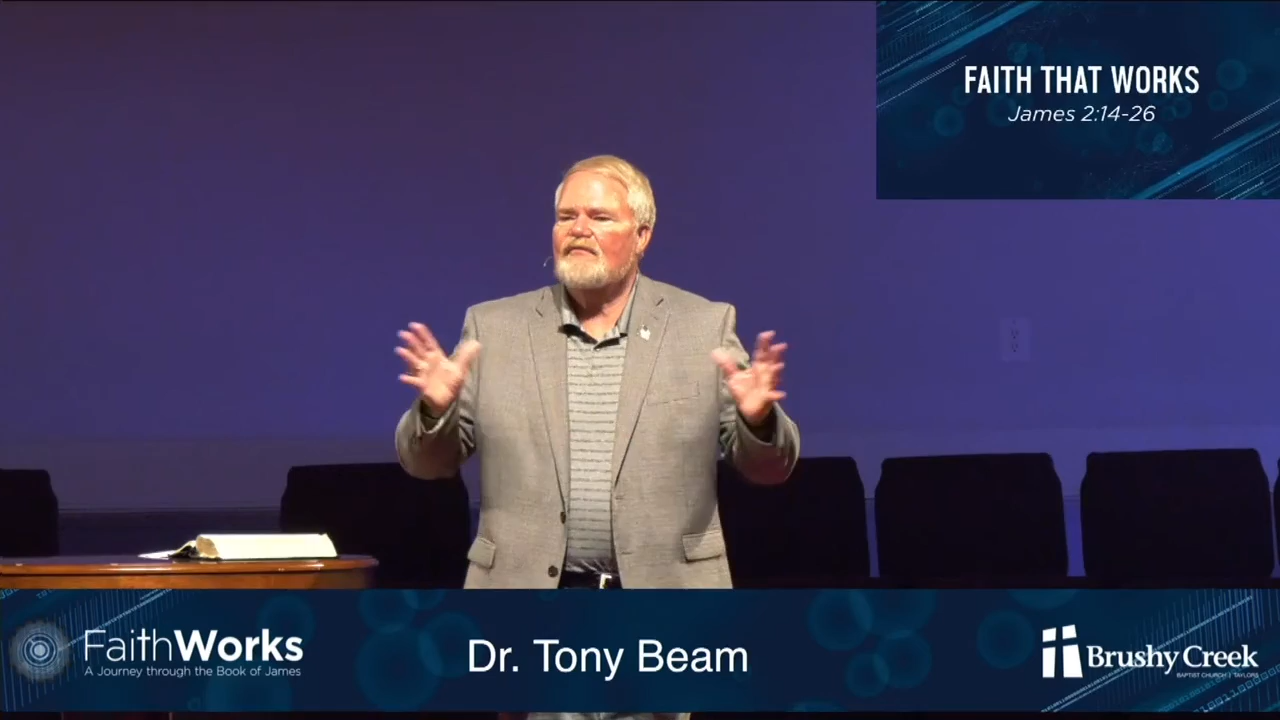 FAITH THAT WORKS
James 2:14-26
FaithWorks
A Journey through the Book of James
Dr. Tony Beam
Brushy Creek
BAPTIST CHURCH | TAYLORS